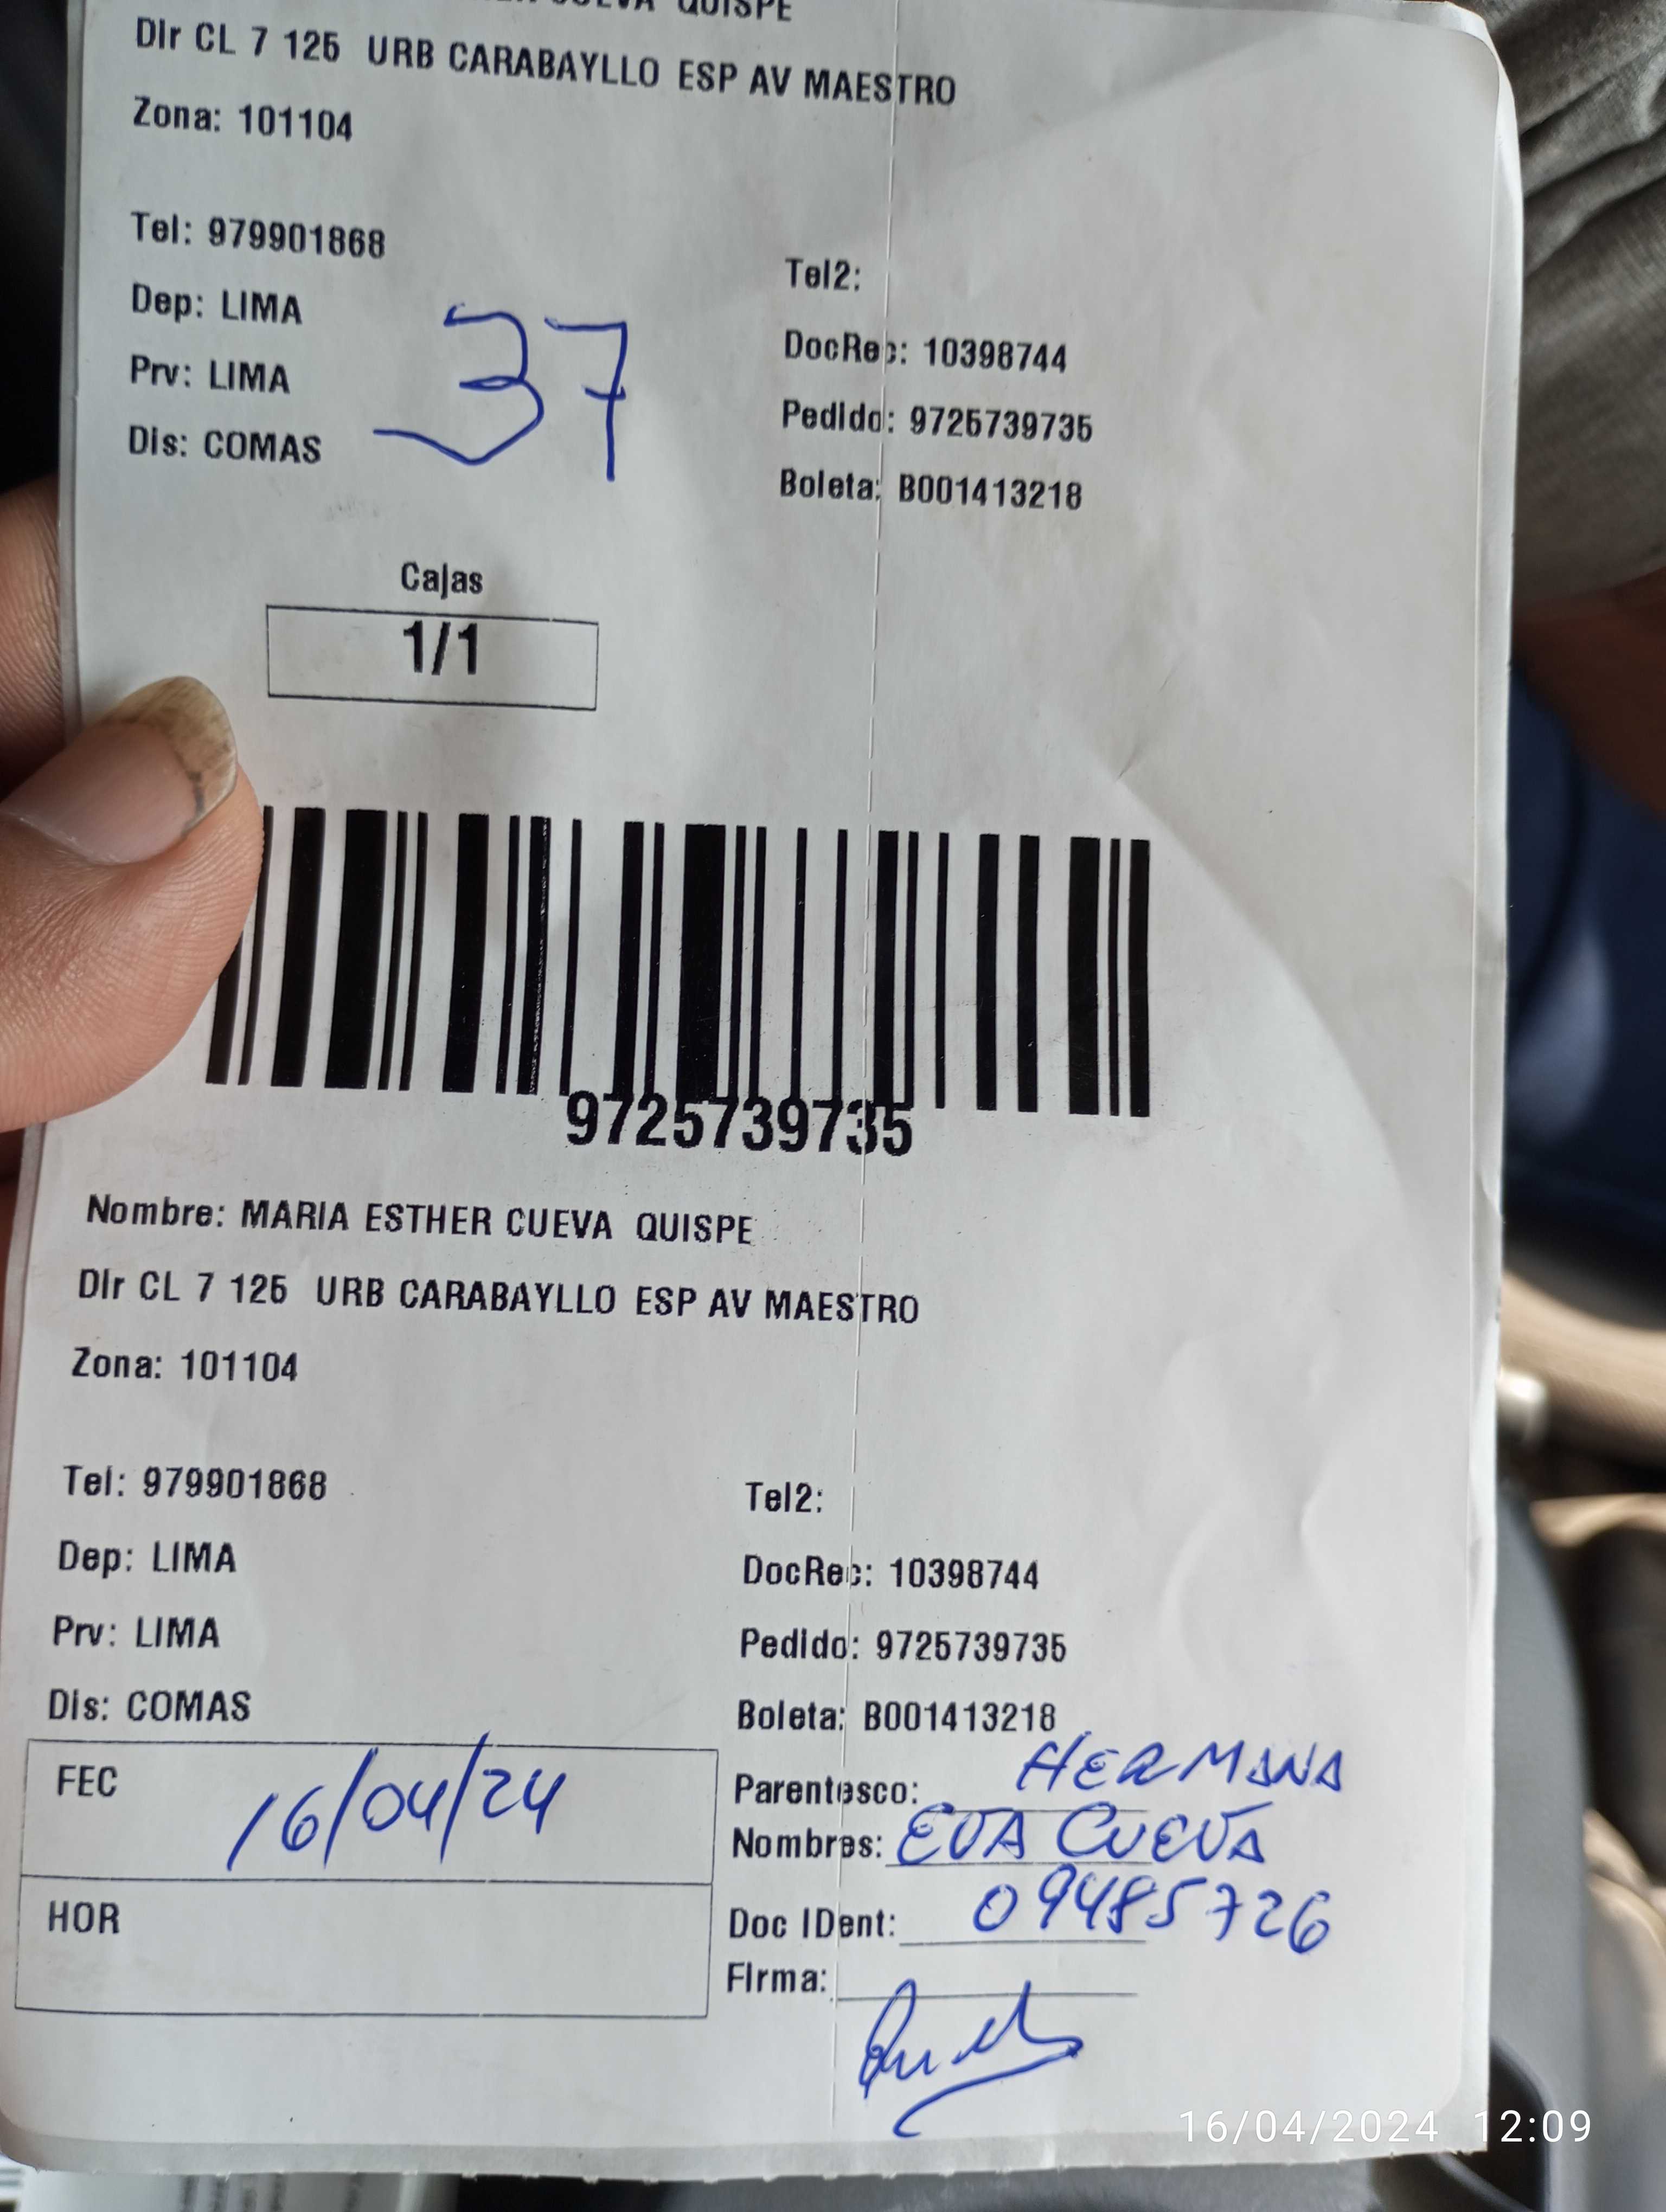 CUEVA QUISPE
Dir CL 7 125 URB CARABAYLLO ESP AV MAESTRO
Zona: 101104
Tel: 979901868
Tel2:
Dep: LIMA
DocRec: 10398744
Prv: LIMA
37
Pedido: 9725739735
Dis: COMAS
Boleta: B001413218
Cajas
1/1
9725739735
Nombre: MARIA ESTHER CUEVA QUISPE
Dir CL 7 125 URB CARABAYLLO ESP AV MAESTRO
Zona: 101104
Tel: 979901868
Tel2:
Dep: LIMA
DocRec: 10398744
Prv: LIMA
Pedido: 9725739735
Dis: COMAS
Boleta: B001413218
FEC 16/04/24
Parentesco: HERMANA
Nombres: EVA CUEVA
HOR
Doc IDent: 09485726
Firma:
16/04/2024 12:09